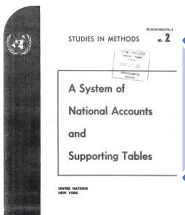 STUDIES IN METHODS No. 2
A System of
National Accounts
and
Supporting Tables
UNITED NATIONS
NEW YORK